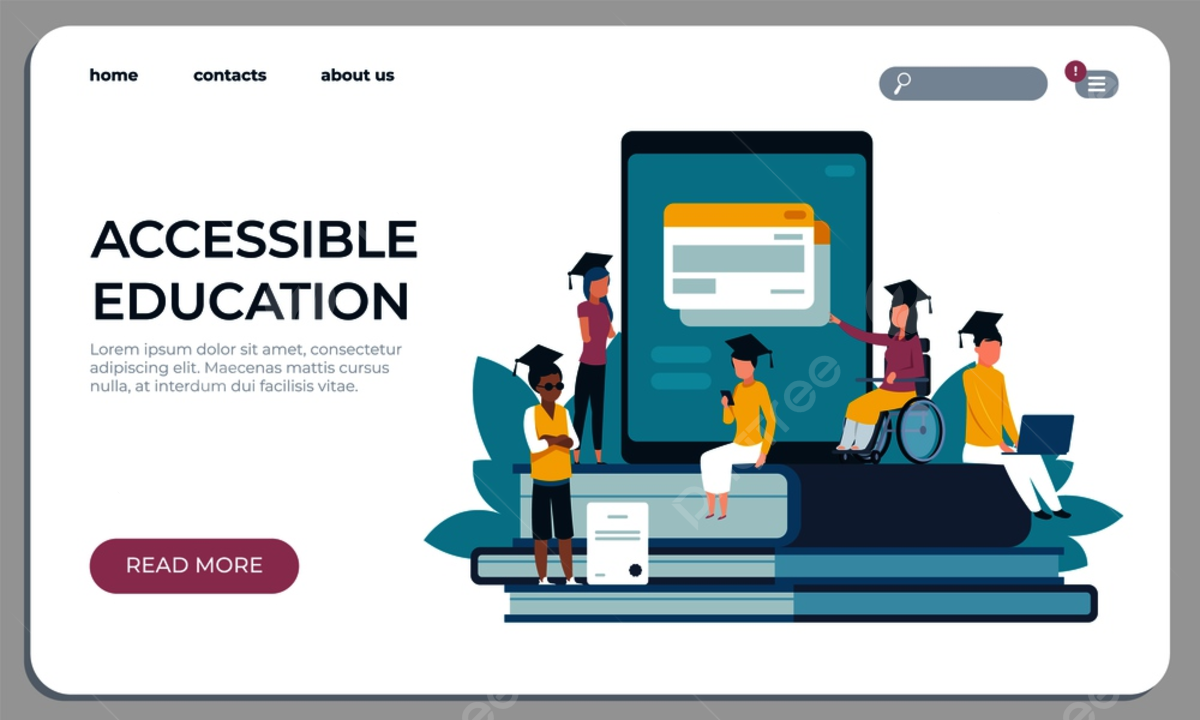 home contacts about us
!
ACCESSIBLE
EDUCATION
Lorem ipsum dolor sit amet, consectetur
adipiscing elit. Maecenas mattis cursus
nulla, at interdum dui facilisis vitae.
READ MORE